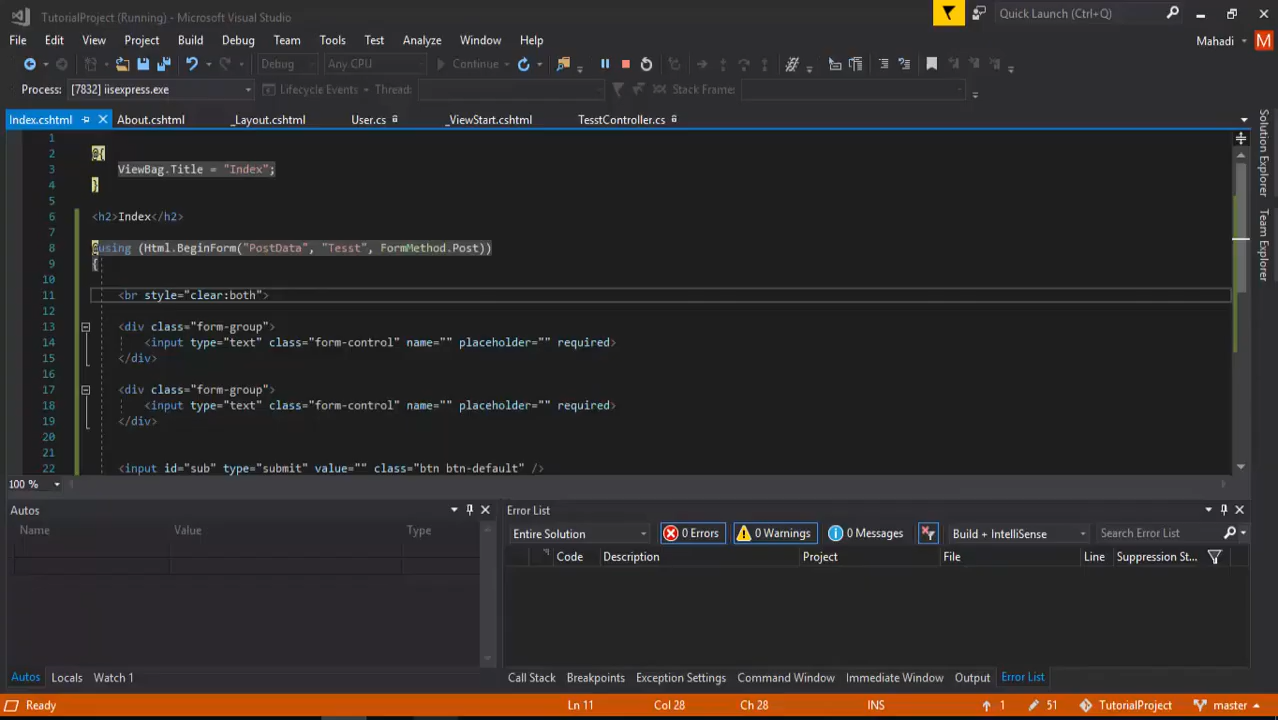 TutorialProject (Running) - Microsoft Visual Studio
Quick Launch (Ctrl+Q)
File Edit View Project Build Debug Team Tools Test Analyze Window Help
Mahadi M
Debug Any CPU Continue
Process: [7832] iisexpress.exe Lifecycle Events Thread: Stack Frame:
Index.cshtml About.cshtml _Layout.cshtml User.cs _ViewStart.cshtml TesstController.cs
Solution Explorer
Team Explorer
1
2 @{
3 ViewBag.Title = "Index";
4 }
5
6 <h2>Index</h2>
7
8 @using (Html.BeginForm("PostData", "Tesst", FormMethod.Post))
9 {
10
11 <br style="clear:both">
12
13 <div class="form-group">
14 <input type="text" class="form-control" name="" placeholder="" required>
15 </div>
16
17 <div class="form-group">
18 <input type="text" class="form-control" name="" placeholder="" required>
19 </div>
20
21
22 <input id="sub" type="submit" value="" class="btn btn-default" />
100 %
Autos
Name Value Type
Autos Locals Watch 1
Error List
Entire Solution 0 Errors 0 Warnings 0 Messages Build + IntelliSense Search Error List
Code Description Project File Line Suppression St...
Call Stack Breakpoints Exception Settings Command Window Immediate Window Output Error List
Ready Ln 11 Col 28 Ch 28 INS 1 51 TutorialProject master